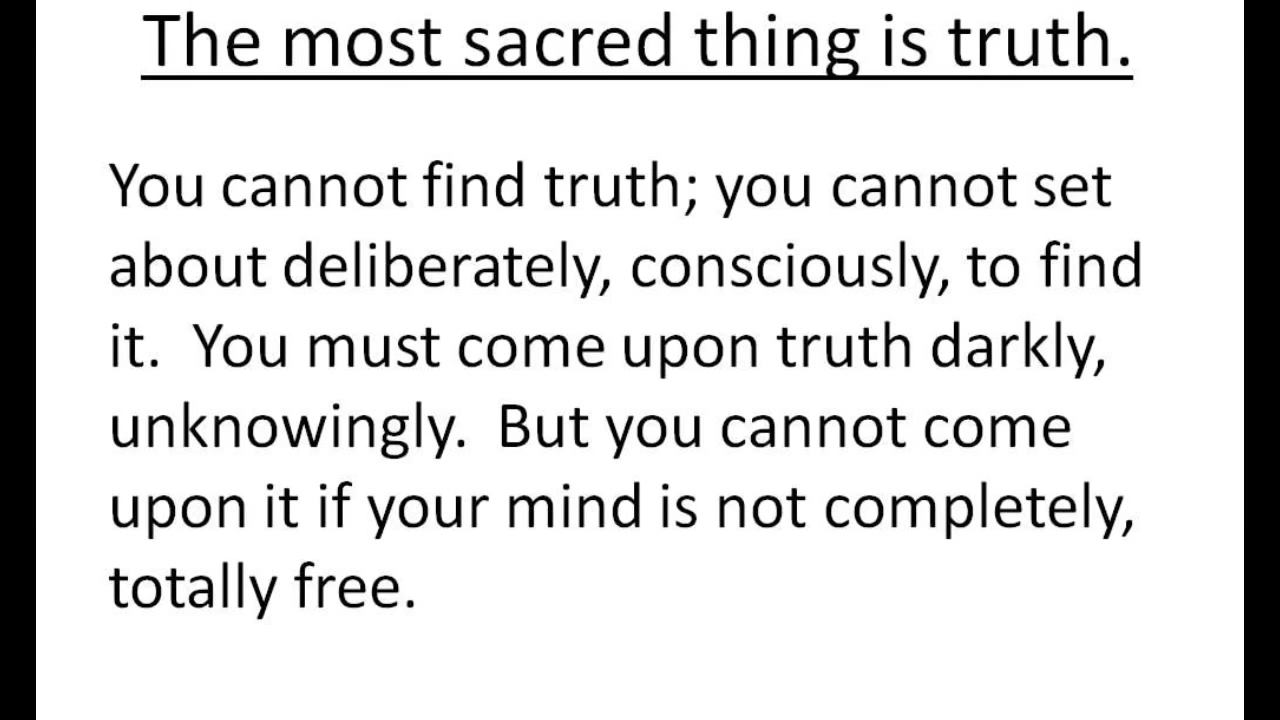 The most sacred thing is truth.
You cannot find truth; you cannot set
about deliberately, consciously, to find
it.  You must come upon truth darkly,
unknowingly.  But you cannot come
upon it if your mind is not completely,
totally free.